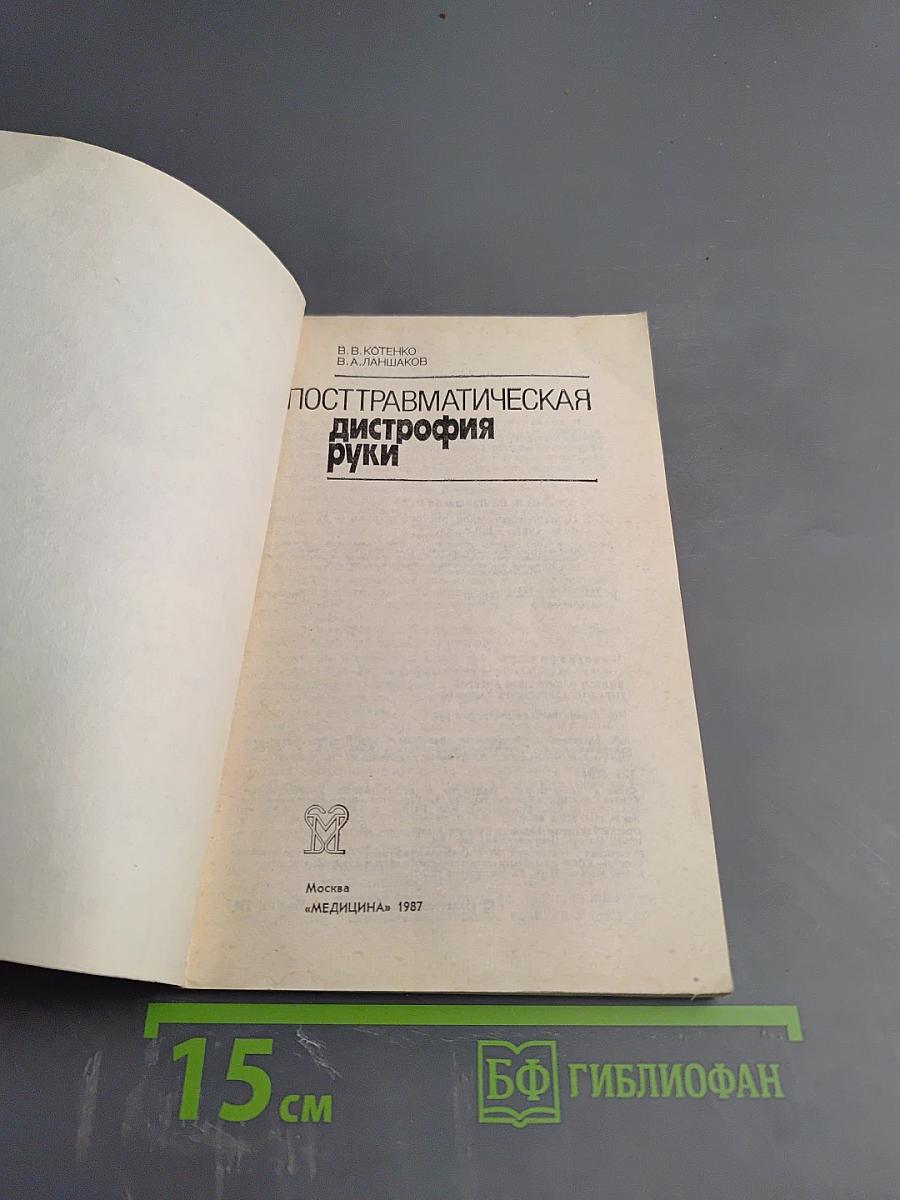 В. В. КОТЕНКО
В. А. ЛАНШАКОВ
ПОСТТРАВМАТИЧЕСКАЯ
дистрофия
руки
М
Москва
«МЕДИЦИНА» 1987
15 см
БФ ГИБЛИОФАН